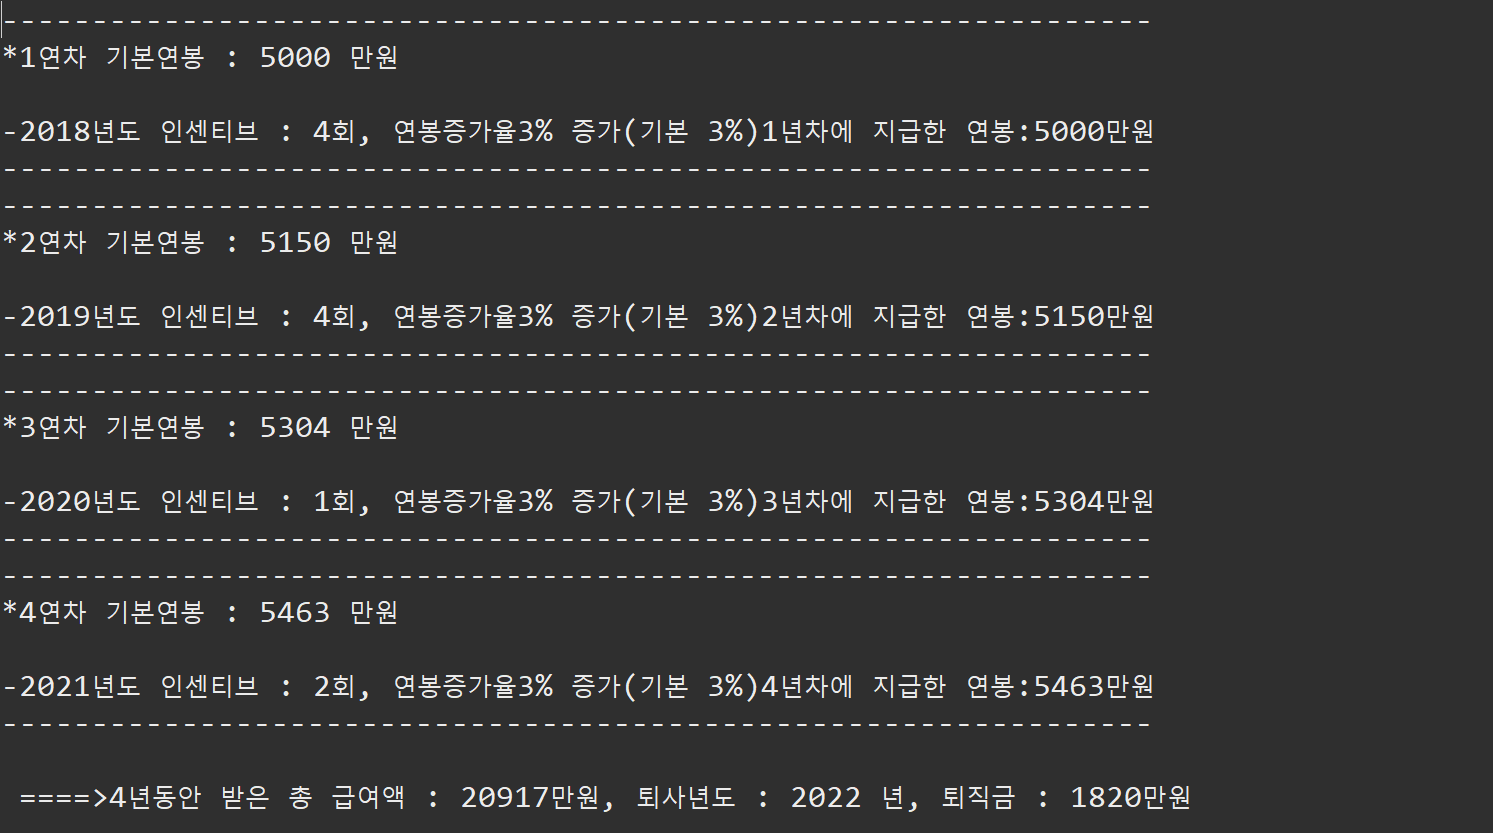 -----------------------------------------------------------------
*1연차 기본연봉 : 5000 만원
-2018년도 인센티브 : 4회, 연봉증가율3% 증가(기본 3%)1년차에 지급한 연봉:5000만원
-----------------------------------------------------------------
-----------------------------------------------------------------
*2연차 기본연봉 : 5150 만원
-2019년도 인센티브 : 4회, 연봉증가율3% 증가(기본 3%)2년차에 지급한 연봉:5150만원
-----------------------------------------------------------------
-----------------------------------------------------------------
*3연차 기본연봉 : 5304 만원
-2020년도 인센티브 : 1회, 연봉증가율3% 증가(기본 3%)3년차에 지급한 연봉:5304만원
-----------------------------------------------------------------
-----------------------------------------------------------------
*4연차 기본연봉 : 5463 만원
-2021년도 인센티브 : 2회, 연봉증가율3% 증가(기본 3%)4년차에 지급한 연봉:5463만원
-----------------------------------------------------------------
====>4년동안 받은 총 급여액 : 20917만원, 퇴사년도 : 2022 년, 퇴직금 : 1820만원